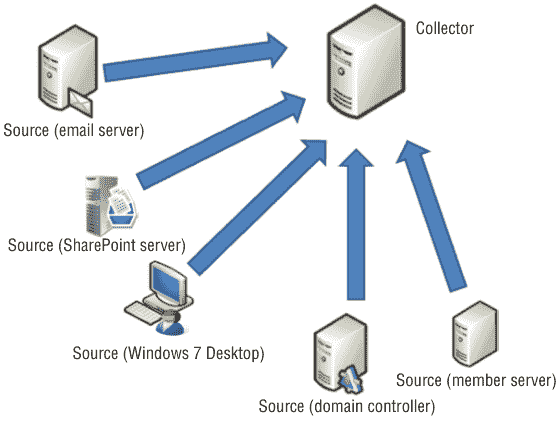 Collector
Source (email server)
Source (SharePoint server)
Source (Windows 7 Desktop)
Source (member server)
Source (domain controller)